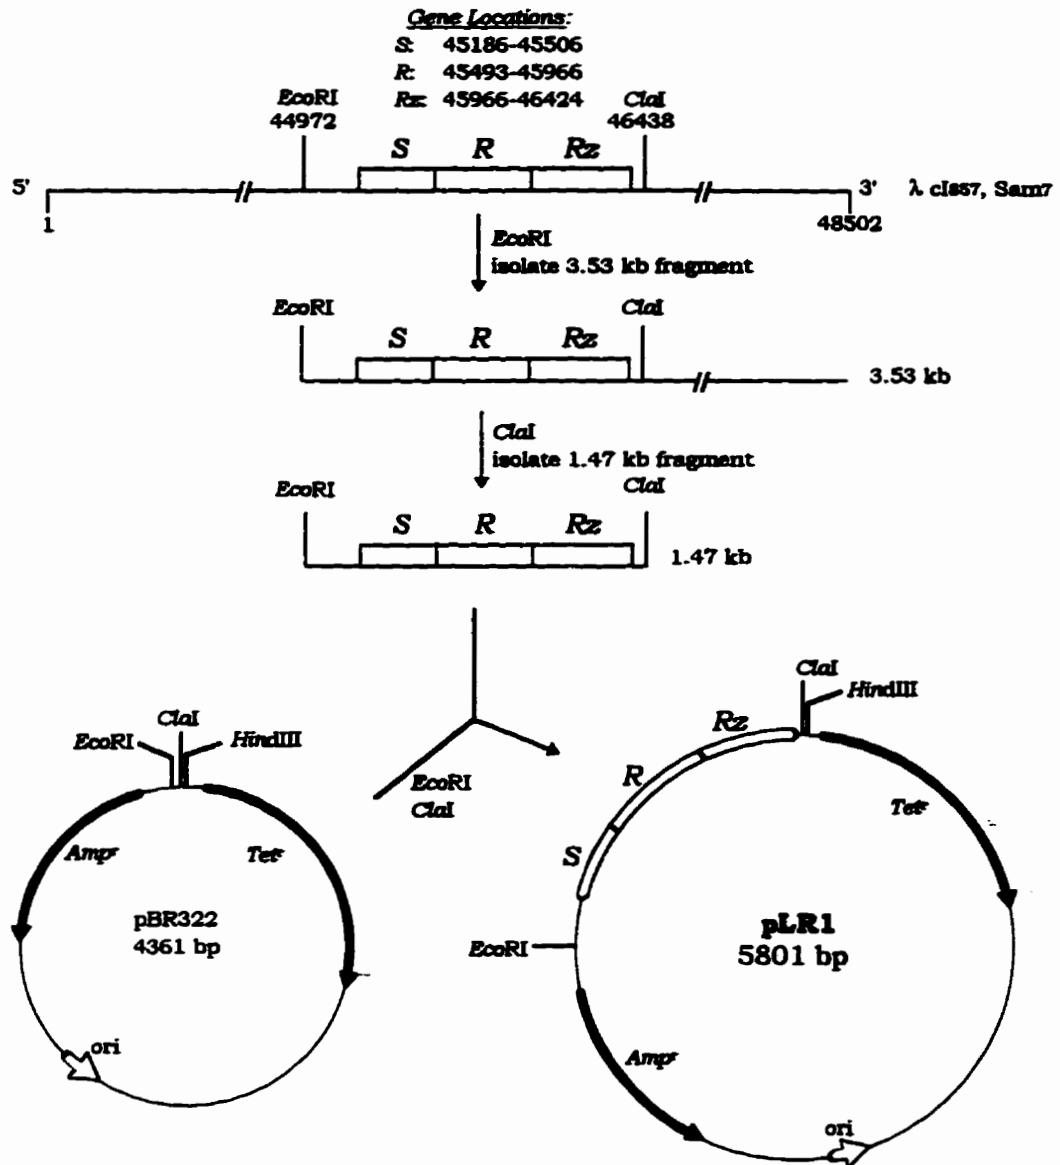 Gene Locations:
S: 45186-45506
R: 45493-45966
Rz: 45966-46424
EcoRI
44972
ClaI
46438
S R Rz
5'
3'
λ cI857, Sam7
1
48502
EcoRI
isolate 3.53 kb fragment
EcoRI
ClaI
S R Rz
3.53 kb
ClaI
isolate 1.47 kb fragment
EcoRI
ClaI
S R Rz
1.47 kb
EcoRI
ClaI
HindIII
Ampr
Tetr
pBR322
4361 bp
ori
EcoRI
ClaI
ClaI
HindIII
Rz
R
S
Tetr
EcoRI
pLR1
5801 bp
Ampr
ori